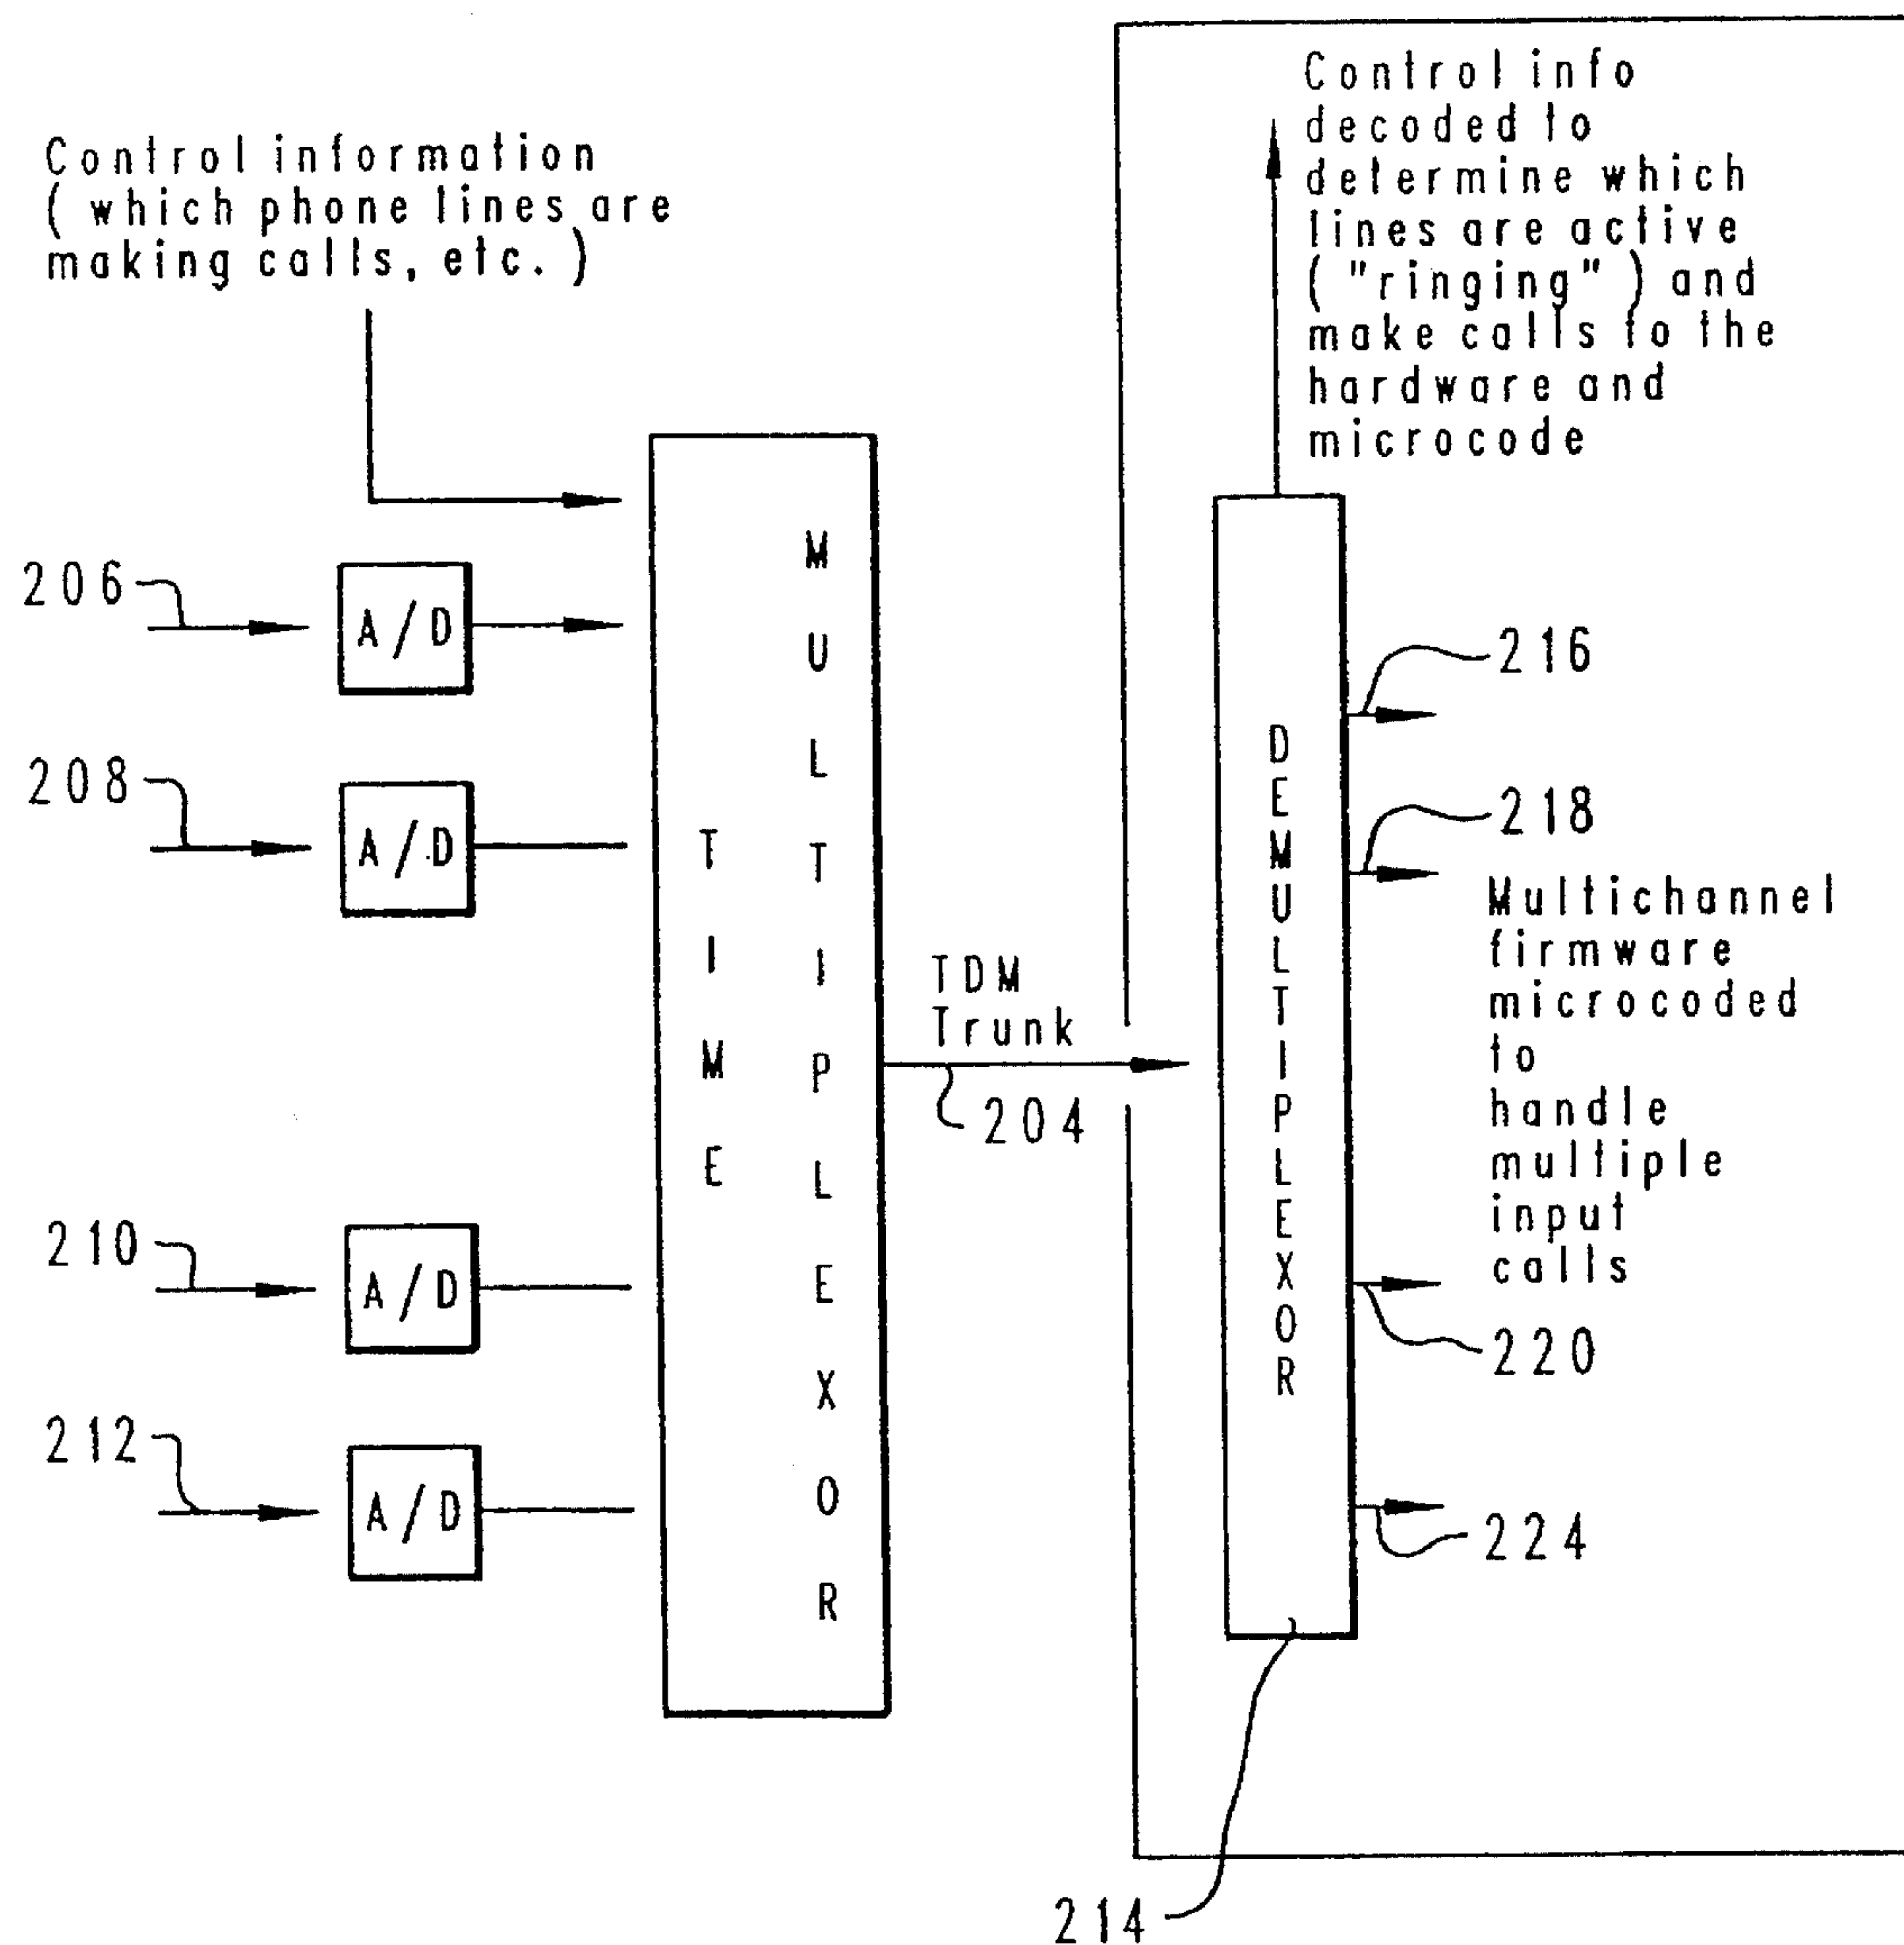 Control information
( which phone lines are
making calls, etc. )
206
A/D
208
A/D
210
A/D
212
A/D
TIME
MULTIPLEXOR
TDM
Trunk
204
Control info
decoded to
determine which
lines are active
( "ringing" ) and
make calls to the
hardware and
microcode
DEMULTIPLEXOR
216
218
Multichannel
firmware
microcoded
to
handle
multiple
input
calls
220
224
214